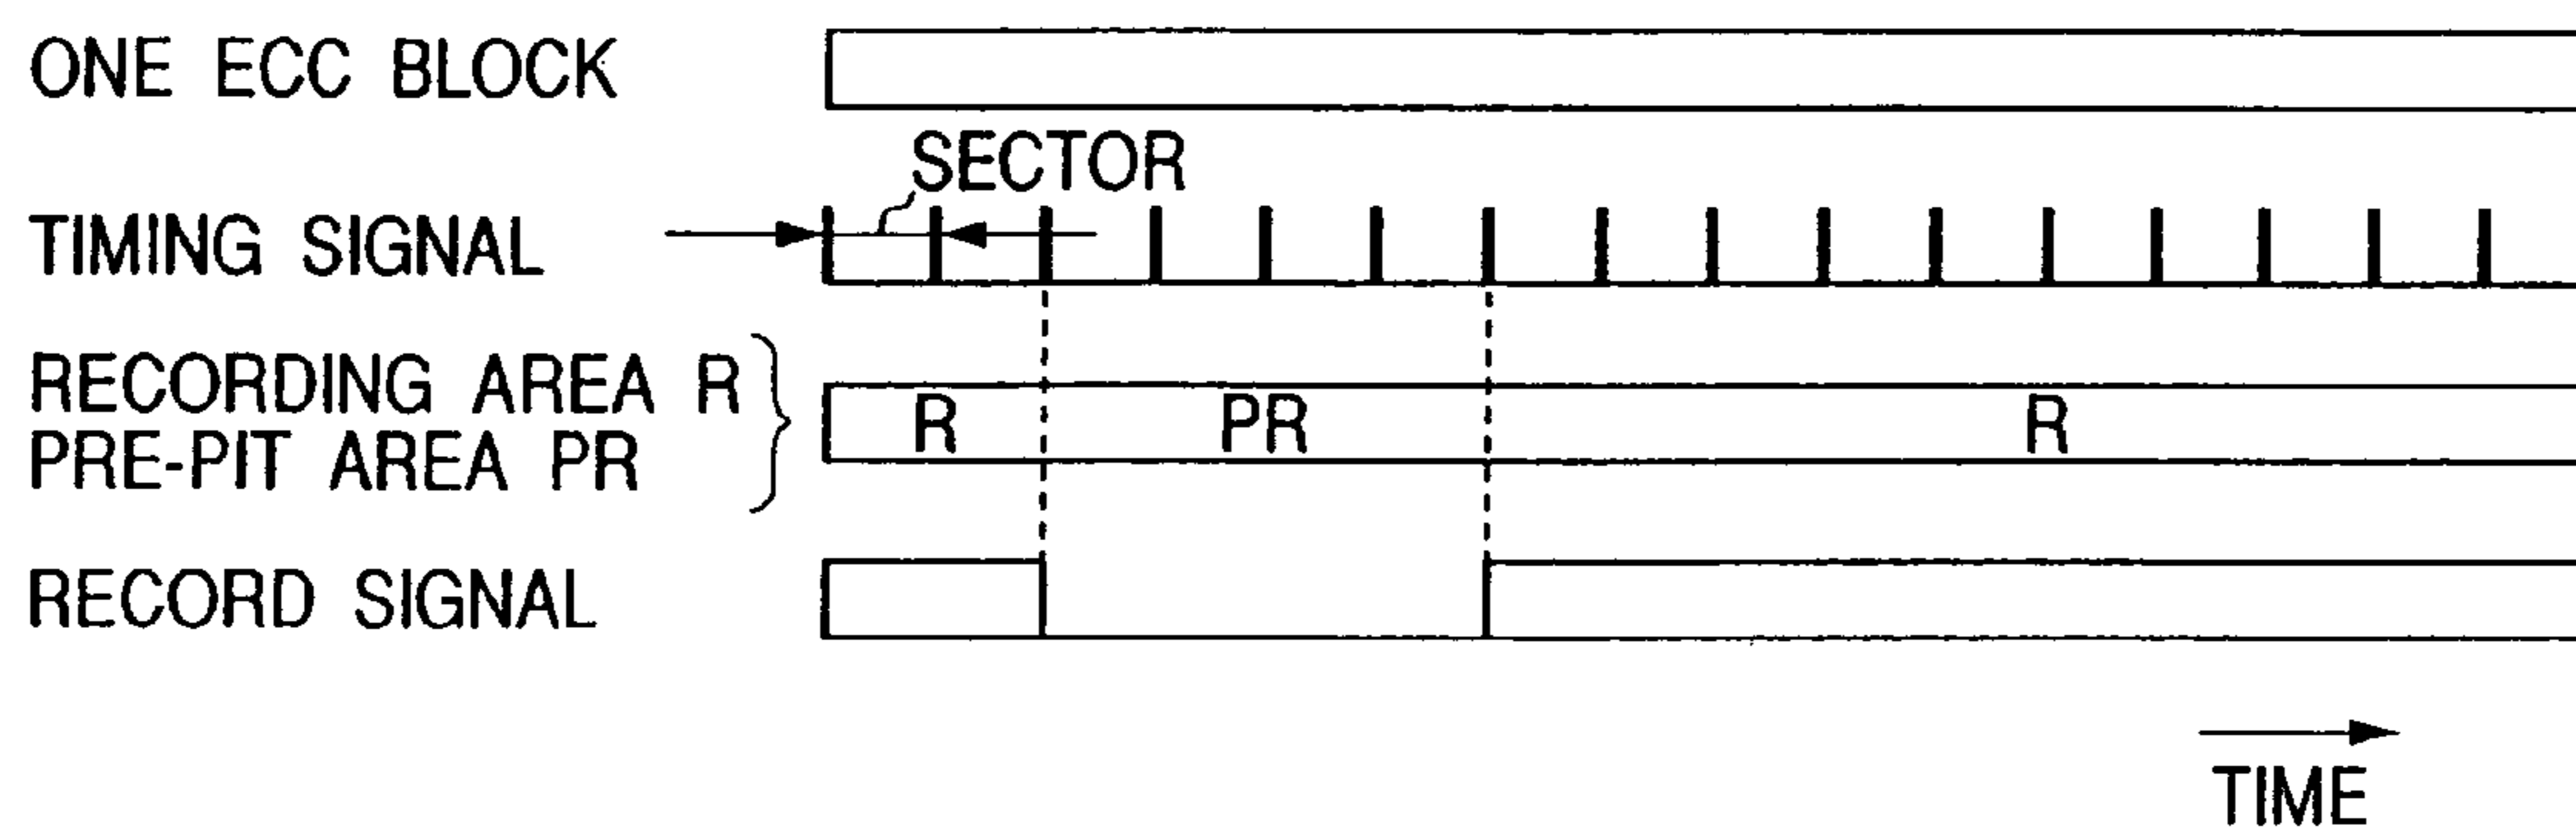 ONE ECC BLOCK
SECTOR
TIMING SIGNAL
RECORDING AREA R
PRE-PIT AREA PR
R PR R
RECORD SIGNAL
TIME